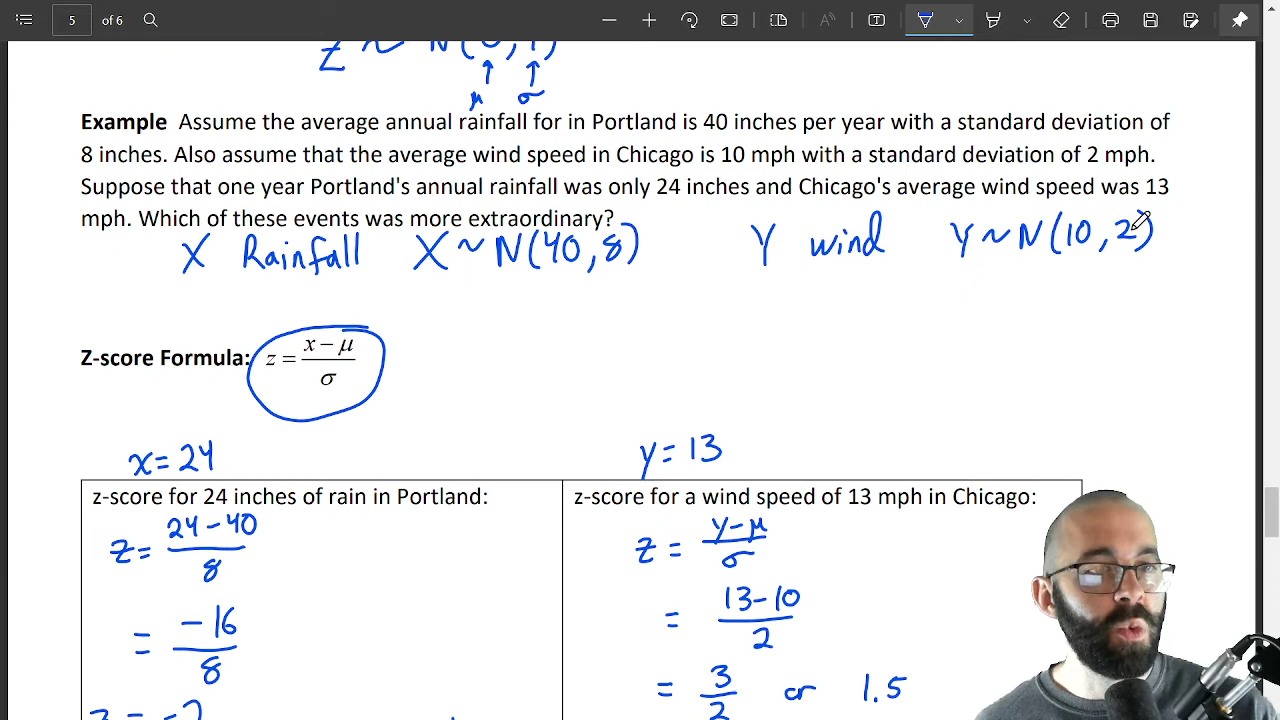 5 of 6
Z ~ N(0, 1)
μ σ
Example Assume the average annual rainfall for in Portland is 40 inches per year with a standard deviation of
8 inches. Also assume that the average wind speed in Chicago is 10 mph with a standard deviation of 2 mph.
Suppose that one year Portland's annual rainfall was only 24 inches and Chicago's average wind speed was 13
mph. Which of these events was more extraordinary?
X Rainfall X ~ N(40, 8) Y wind Y ~ N(10, 2)
Z-score Formula: z = (x − μ)/σ
x = 24 y = 13
z-score for 24 inches of rain in Portland:
z = (24 − 40)/8
= −16/8
z = −2
z-score for a wind speed of 13 mph in Chicago:
z = (y − μ)/σ
= (13 − 10)/2
= 3/2 or 1.5